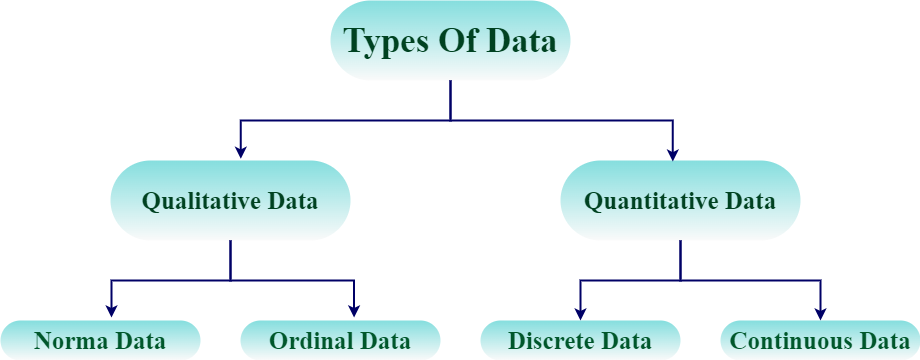 Types Of Data
Qualitative Data
Quantitative Data
Norma Data
Ordinal Data
Discrete Data
Continuous Data